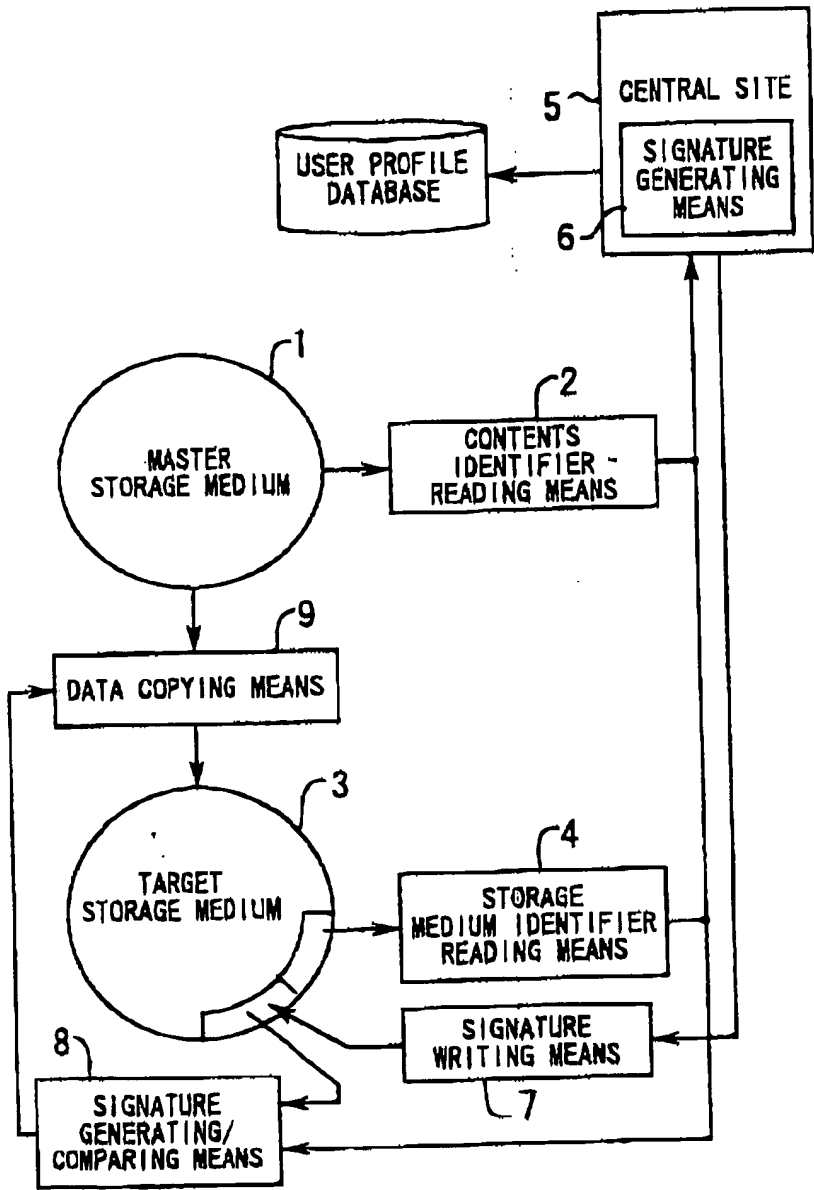 5
CENTRAL SITE
SIGNATURE
GENERATING
MEANS
6
USER PROFILE
DATABASE
1
MASTER
STORAGE MEDIUM
2
CONTENTS
IDENTIFIER -
READING MEANS
9
DATA COPYING MEANS
3
TARGET
STORAGE MEDIUM
4
STORAGE
MEDIUM IDENTIFIER
READING MEANS
SIGNATURE
WRITING MEANS
7
8
SIGNATURE
GENERATING/
COMPARING MEANS